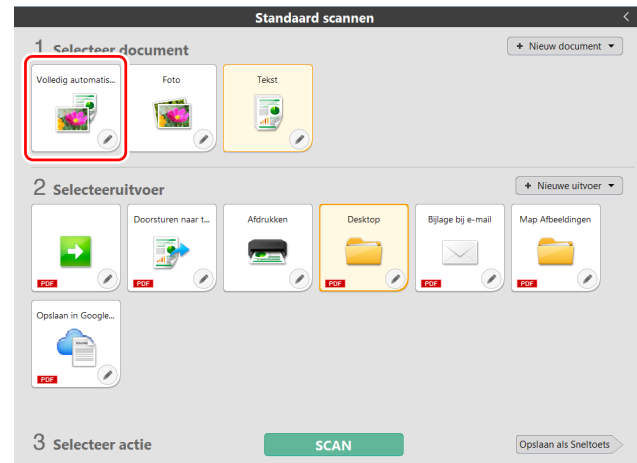 Standaard scannen
1 Selecteer document
+ Nieuw document
Volledig automatis...
Foto
Tekst
2 Selecteeruitvoer
+ Nieuwe uitvoer
Doorsturen naar t...
Afdrukken
Desktop
Bijlage bij e-mail
Map Afbeeldingen
PDF
PDF
PDF
PDF
PDF
Opslaan in Google...
PDF
3 Selecteer actie
SCAN
Opslaan als Sneltoets